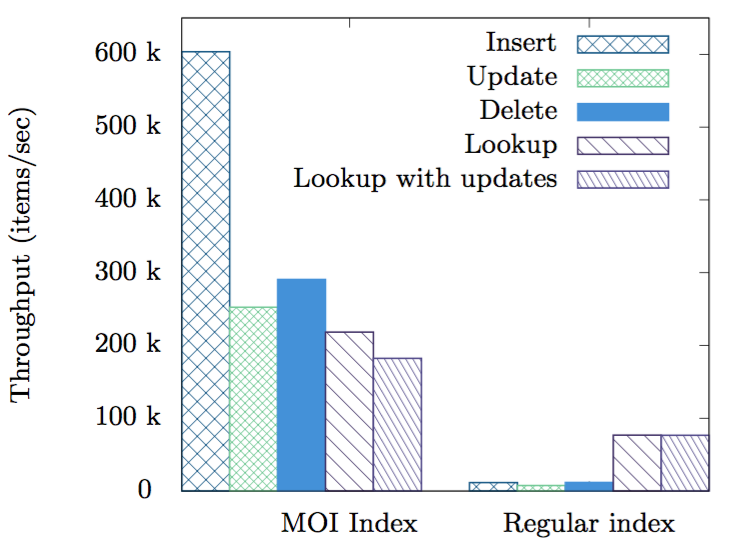 Throughput (items/sec)
600 k
500 k
400 k
300 k
200 k
100 k
0
Insert
Update
Delete
Lookup
Lookup with updates
MOI Index
Regular index